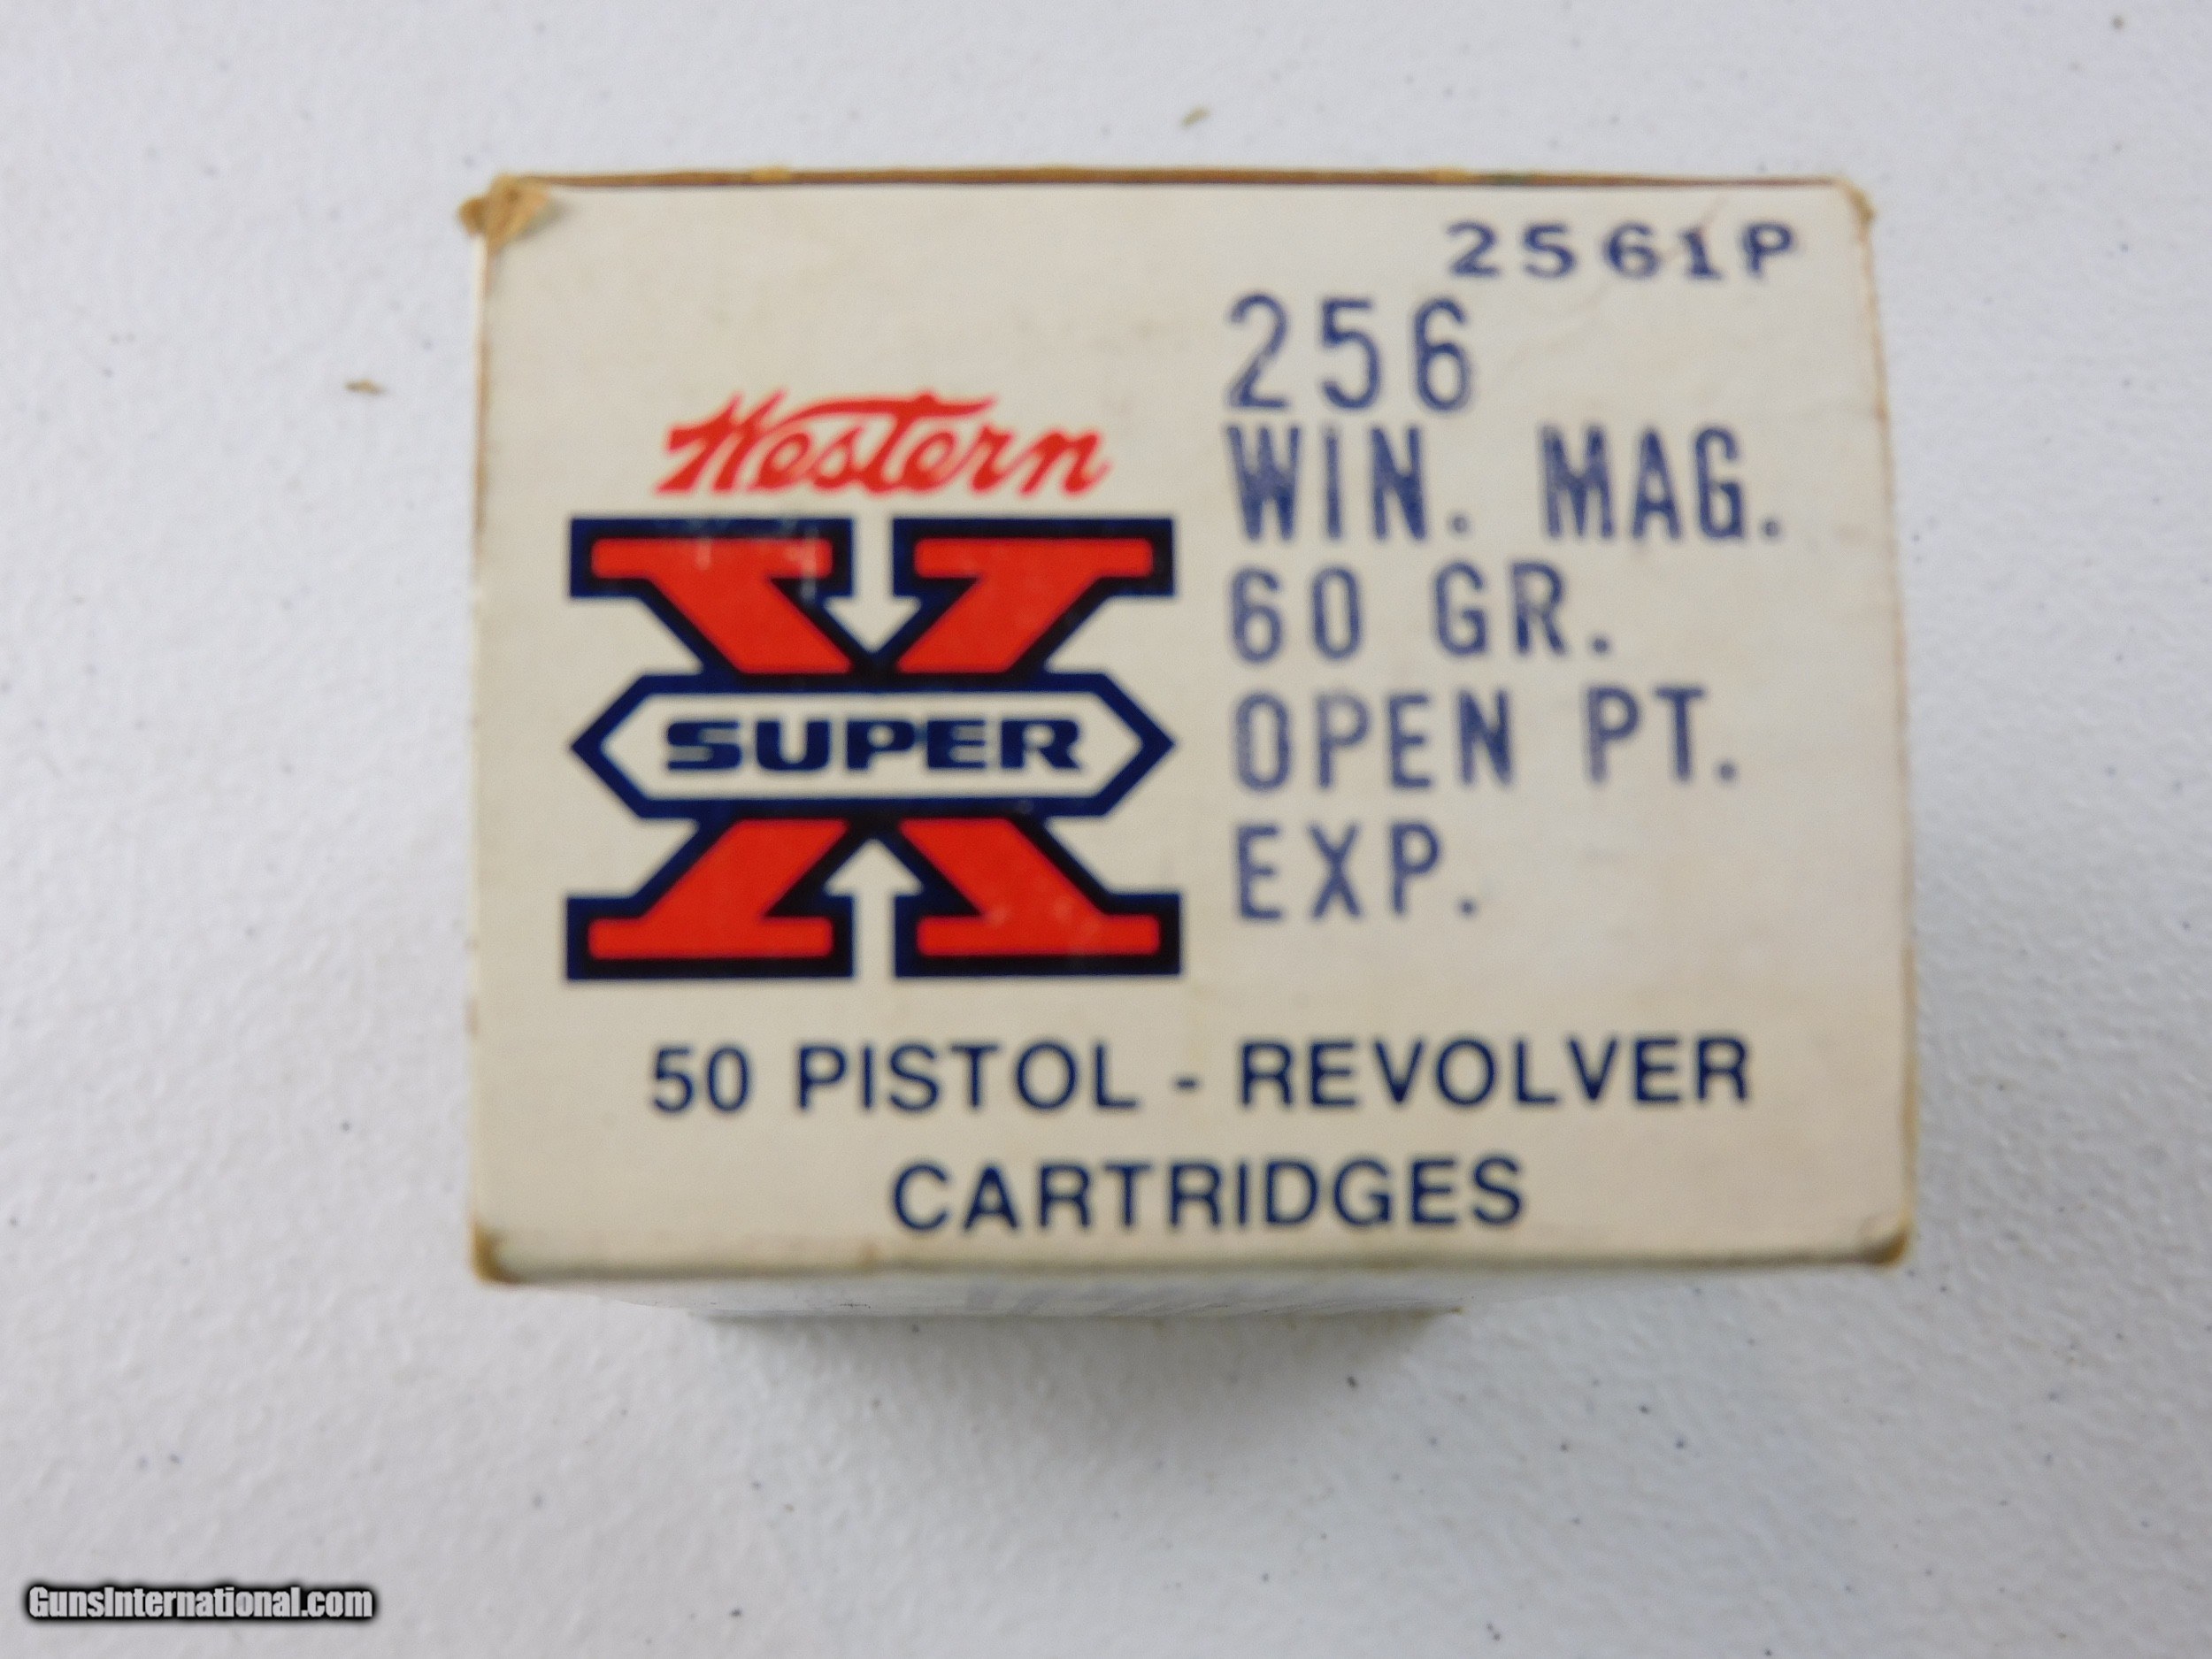 2561P
256
WIN. MAG.
60 GR.
OPEN PT.
EXP.
Western
SUPER
X
50 PISTOL - REVOLVER
CARTRIDGES
GunsInternational.com